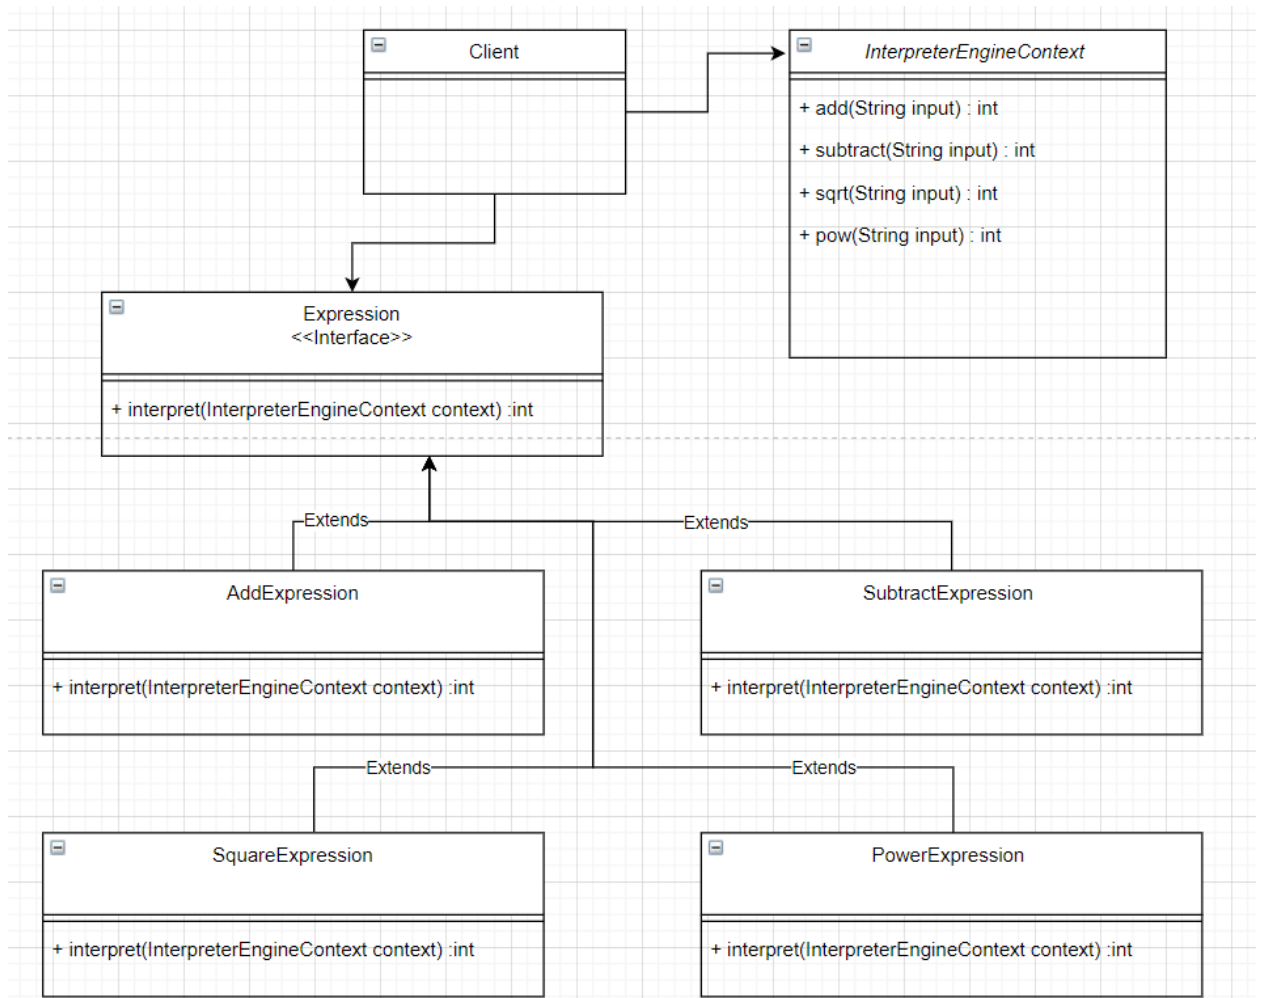 Client
InterpreterEngineContext
+ add(String input) : int
+ subtract(String input) : int
+ sqrt(String input) : int
+ pow(String input) : int
Expression
<<Interface>>
+ interpret(InterpreterEngineContext context) :int
Extends
Extends
AddExpression
+ interpret(InterpreterEngineContext context) :int
SubtractExpression
+ interpret(InterpreterEngineContext context) :int
Extends
Extends
SquareExpression
+ interpret(InterpreterEngineContext context) :int
PowerExpression
+ interpret(InterpreterEngineContext context) :int